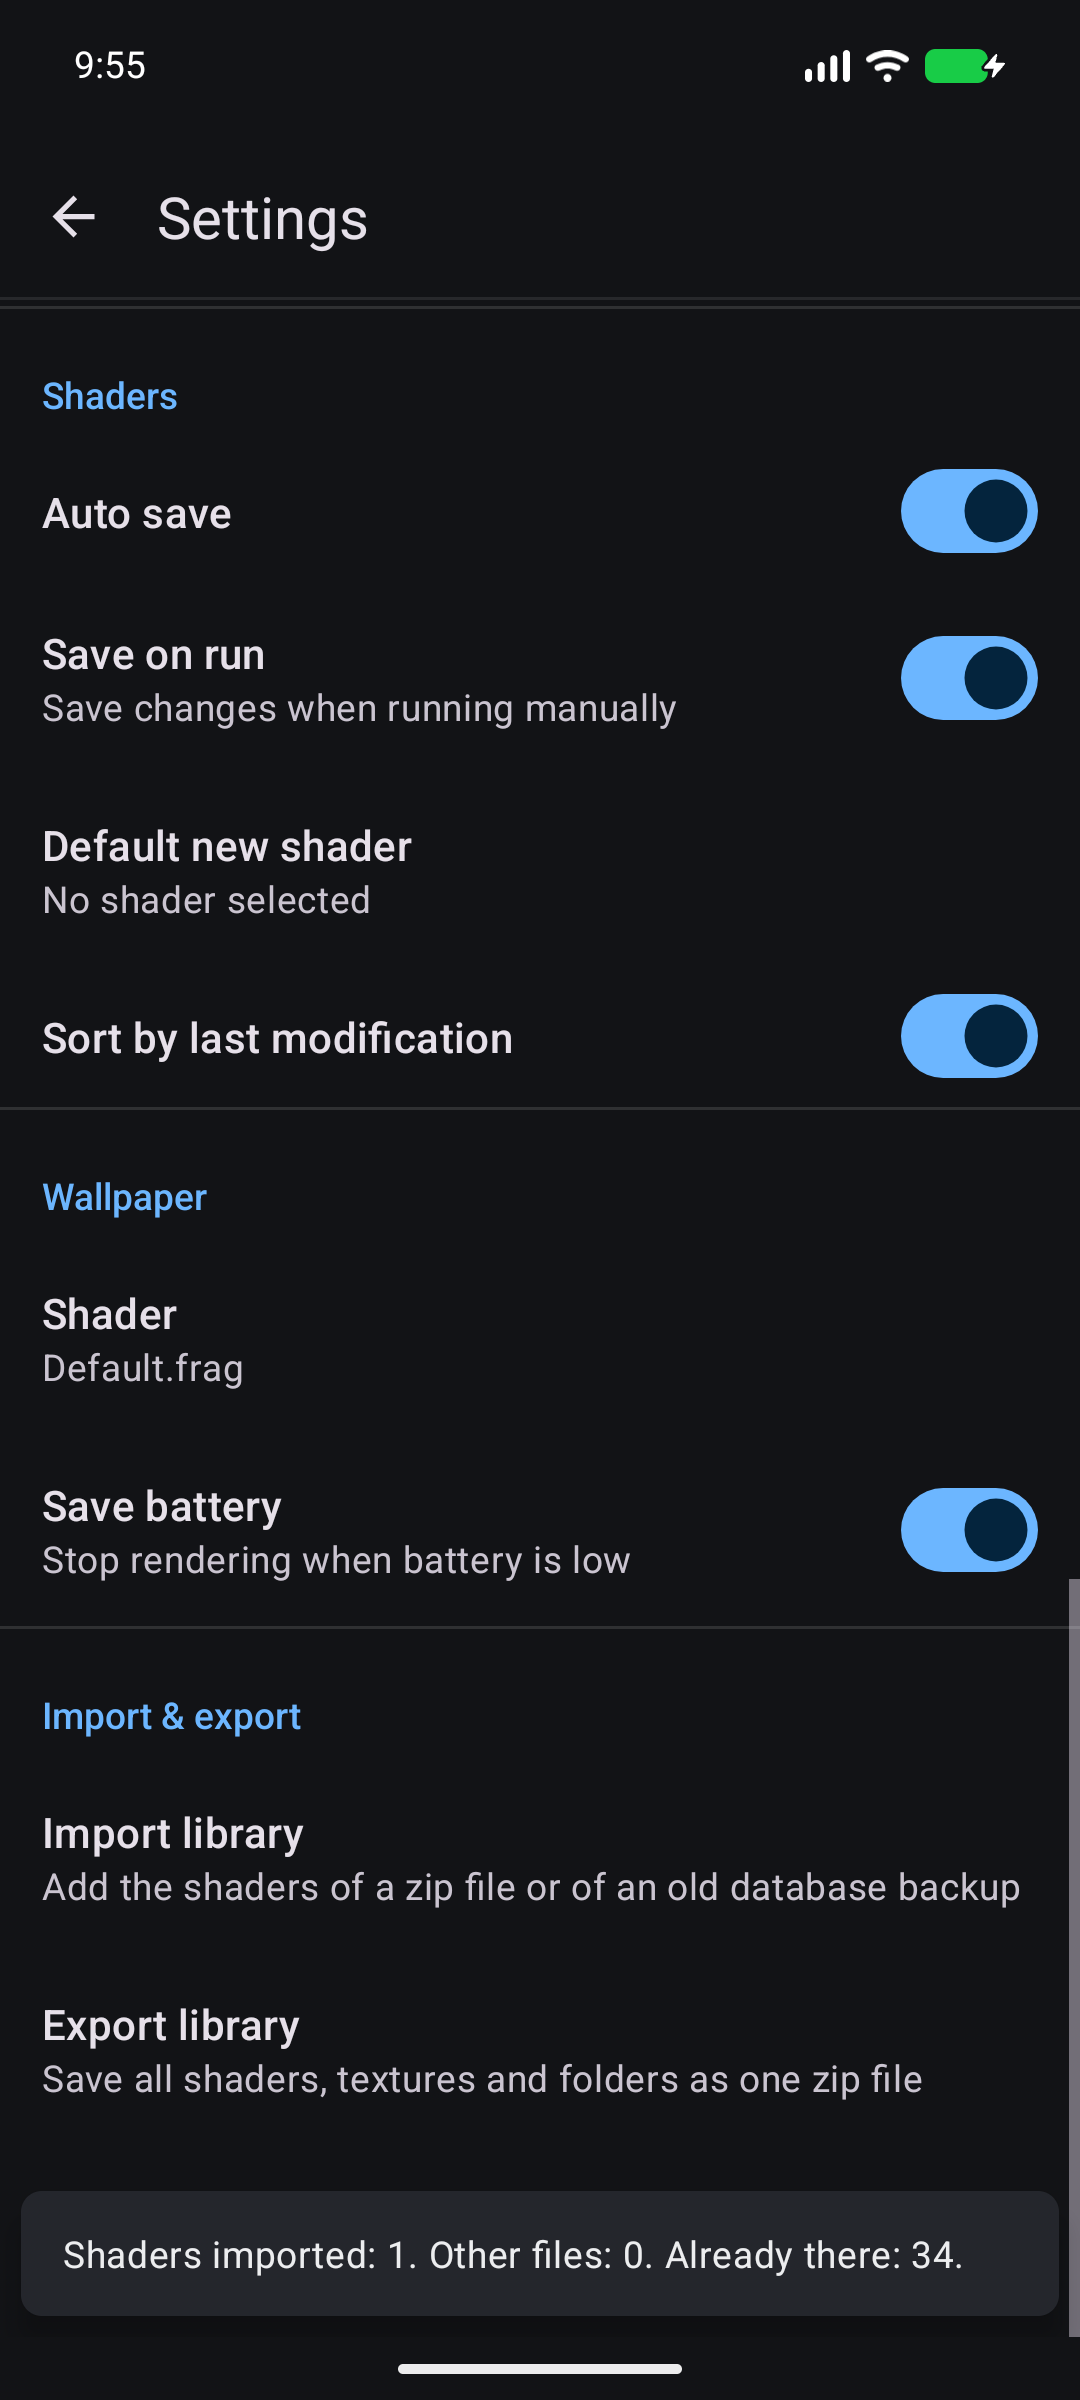 9:55
Settings
Shaders
Auto save
Save on run
Save changes when running manually
Default new shader
No shader selected
Sort by last modification
Wallpaper
Shader
Default.frag
Save battery
Stop rendering when battery is low
Import & export
Import library
Add the shaders of a zip file or of an old database backup
Export library
Save all shaders, textures and folders as one zip file
Shaders imported: 1. Other files: 0. Already there: 34.